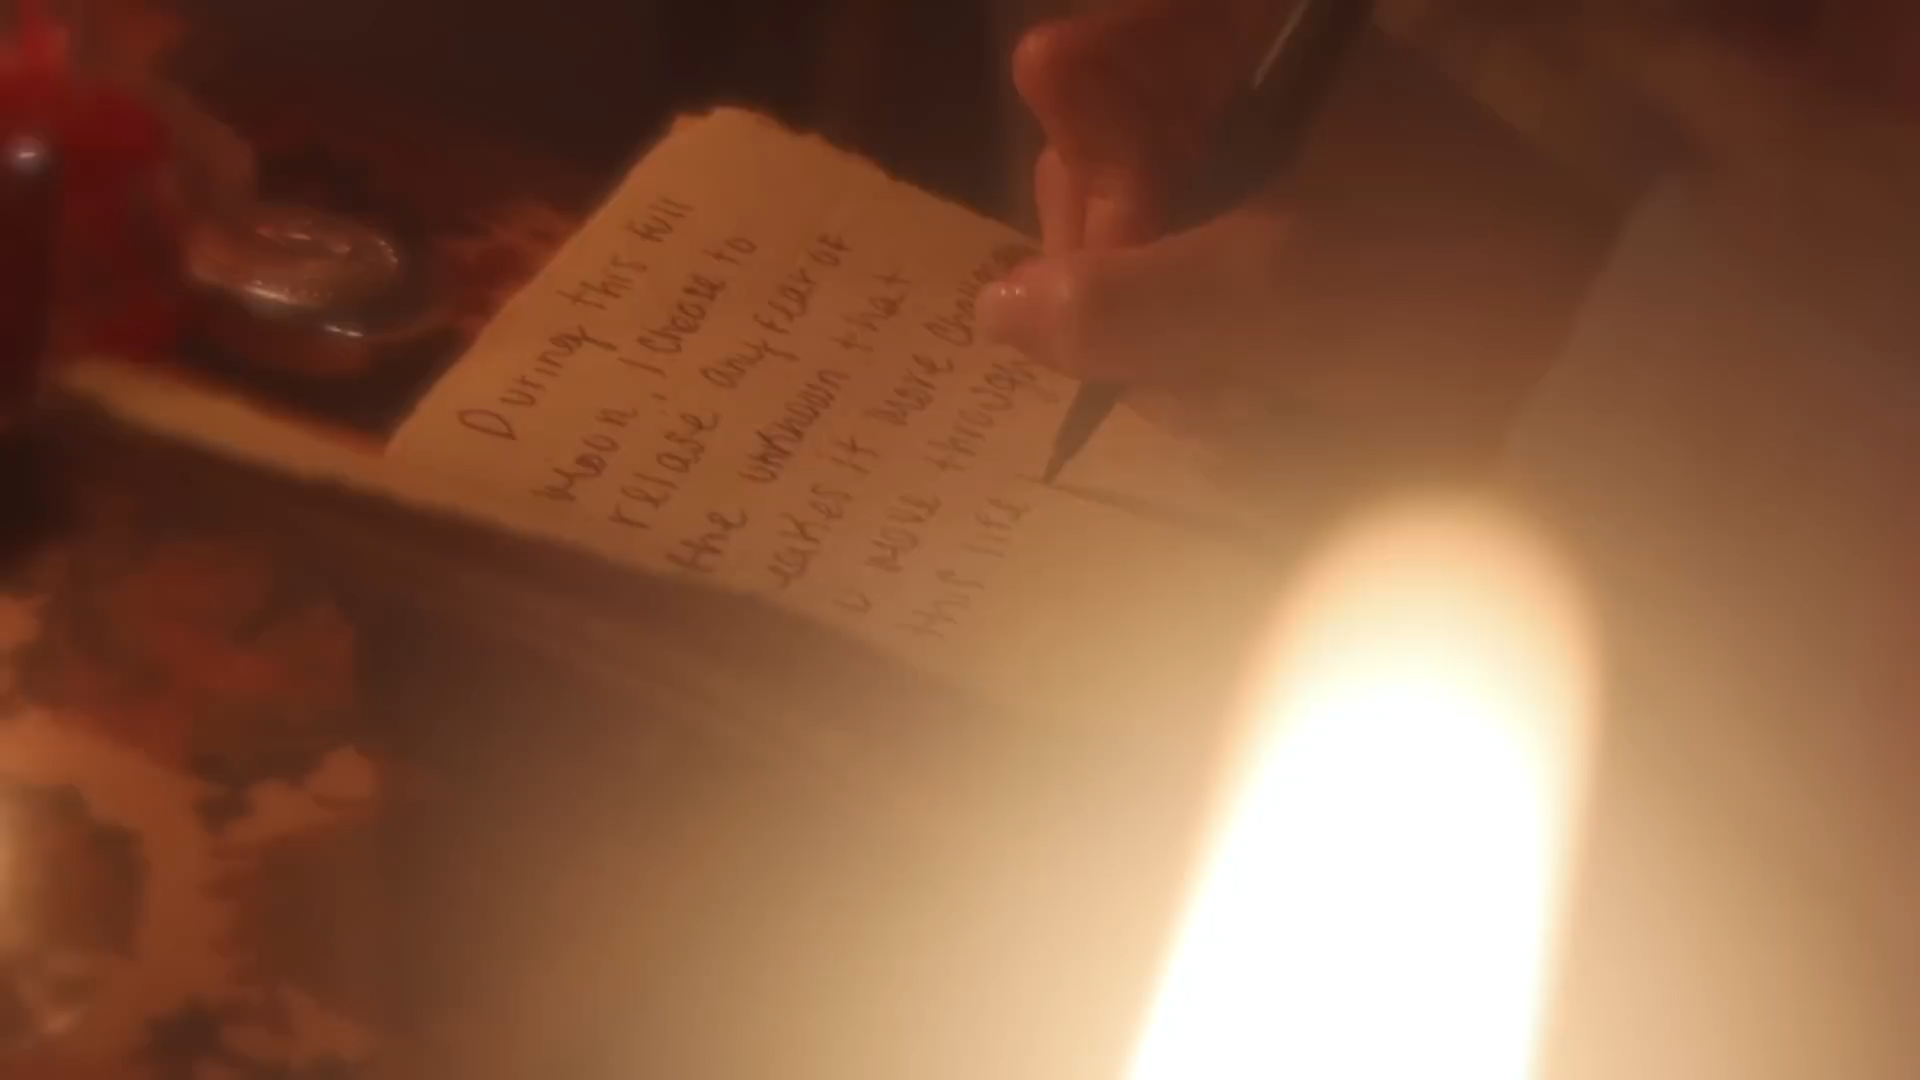 During this full
Moon, I choose to
release any fear of
the unknown that
makes it more
move through
this life